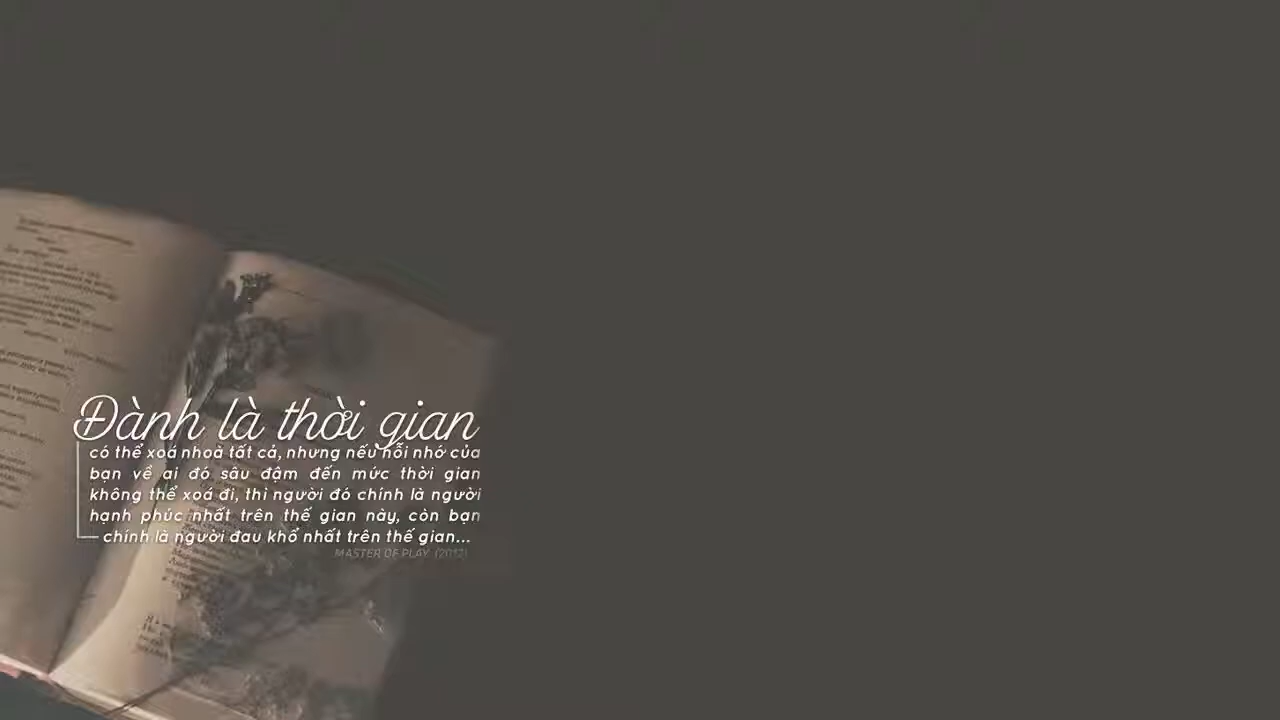 Đành là thời gian
có thể xoá nhoà tất cả, nhưng nếu nỗi nhớ của
bạn về ai đó sâu đậm đến mức thời gian
không thể xoá đi, thì người đó chính là người
hạnh phúc nhất trên thế gian này, còn bạn
chính là người đau khổ nhất trên thế gian...
MASTER OF PLAY (2012)